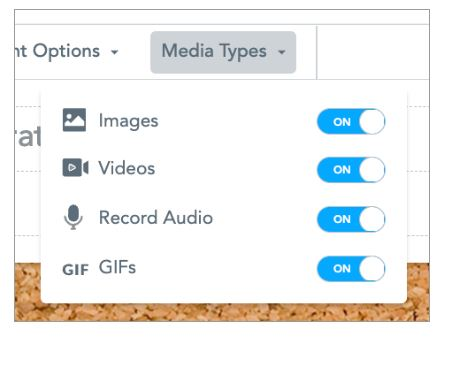 nt Options Media Types
rat
Images ON
Videos ON
Record Audio ON
GIF GIFs ON